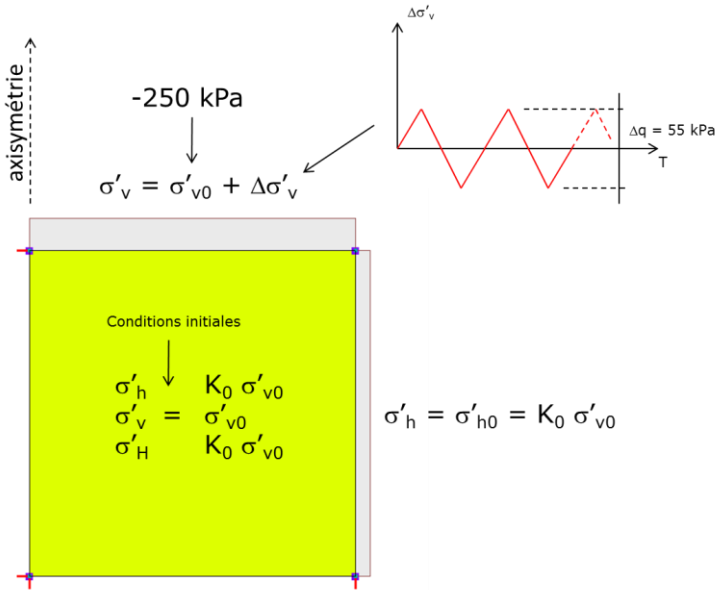 Δσ′v
axisymétrie
-250 kPa
Δq = 55 kPa
T
σ′v = σ′v0 + Δσ′v
Conditions initiales
σ′h K0 σ′v0
σ′v = σ′v0
σ′H K0 σ′v0
σ′h = σ′h0 = K0 σ′v0